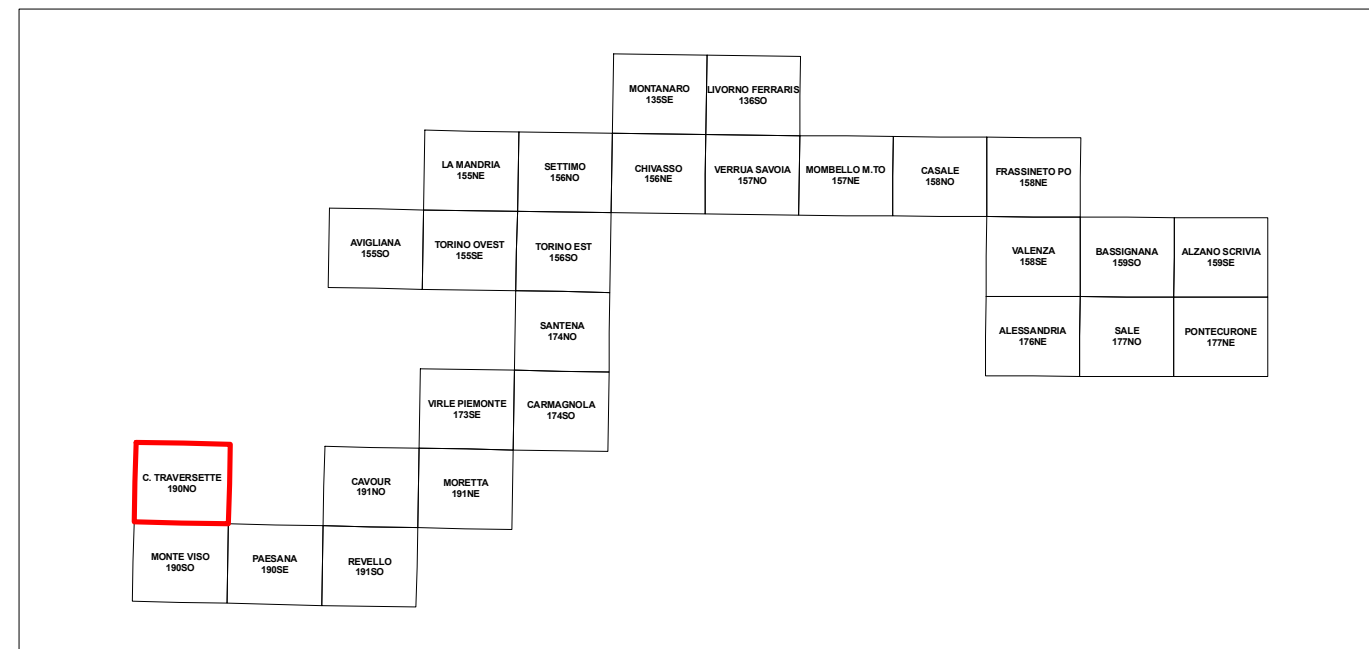 MONTANARO
135SE
LIVORNO FERRARIS
136SO
LA MANDRIA
155NE
SETTIMO
156NO
CHIVASSO
156NE
VERRUA SAVOIA
157NO
MOMBELLO M.TO
157NE
CASALE
158NO
FRASSINETO PO
158NE
AVIGLIANA
155SO
TORINO OVEST
155SE
TORINO EST
156SO
VALENZA
158SE
BASSIGNANA
159SO
ALZANO SCRIVIA
159SE
SANTENA
174NO
ALESSANDRIA
176NE
SALE
177NO
PONTECURONE
177NE
VIRLE PIEMONTE
173SE
CARMAGNOLA
174SO
C. TRAVERSETTE
190NO
CAVOUR
191NO
MORETTA
191NE
MONTE VISO
190SO
PAESANA
190SE
REVELLO
191SO